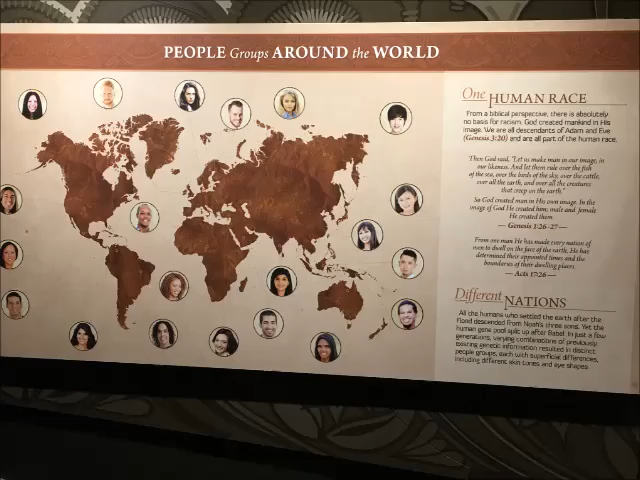 PEOPLE Groups AROUND the WORLD
One HUMAN RACE
From a biblical perspective, there is absolutely
no basis for racism. God created mankind in His
image. We are all descendants of Adam and Eve
(Genesis 3:20) and are all part of the human race.
Then God said, "Let us make man in our image, in
our likeness. And let them rule over the fish
of the sea, over the birds of the sky, over the cattle,
over all the earth, and over all the creatures
that creep on the earth."
So God created man in His own image. In the
image of God He created him; male and female
He created them.
— Genesis 1:26–27 —
From one man He has made every nation of
men to dwell on the face of the earth. He has
determined their appointed times and the
boundaries of their dwelling places.
— Acts 17:26 —
Different NATIONS
All the humans who settled the earth after the
Flood descended from Noah's three sons. Yet the
human gene pool split up after Babel. In just a few
generations, varying combinations of previously
existing genetic information resulted in distinct
people groups, each with superficial differences,
including different skin tones and eye shapes.